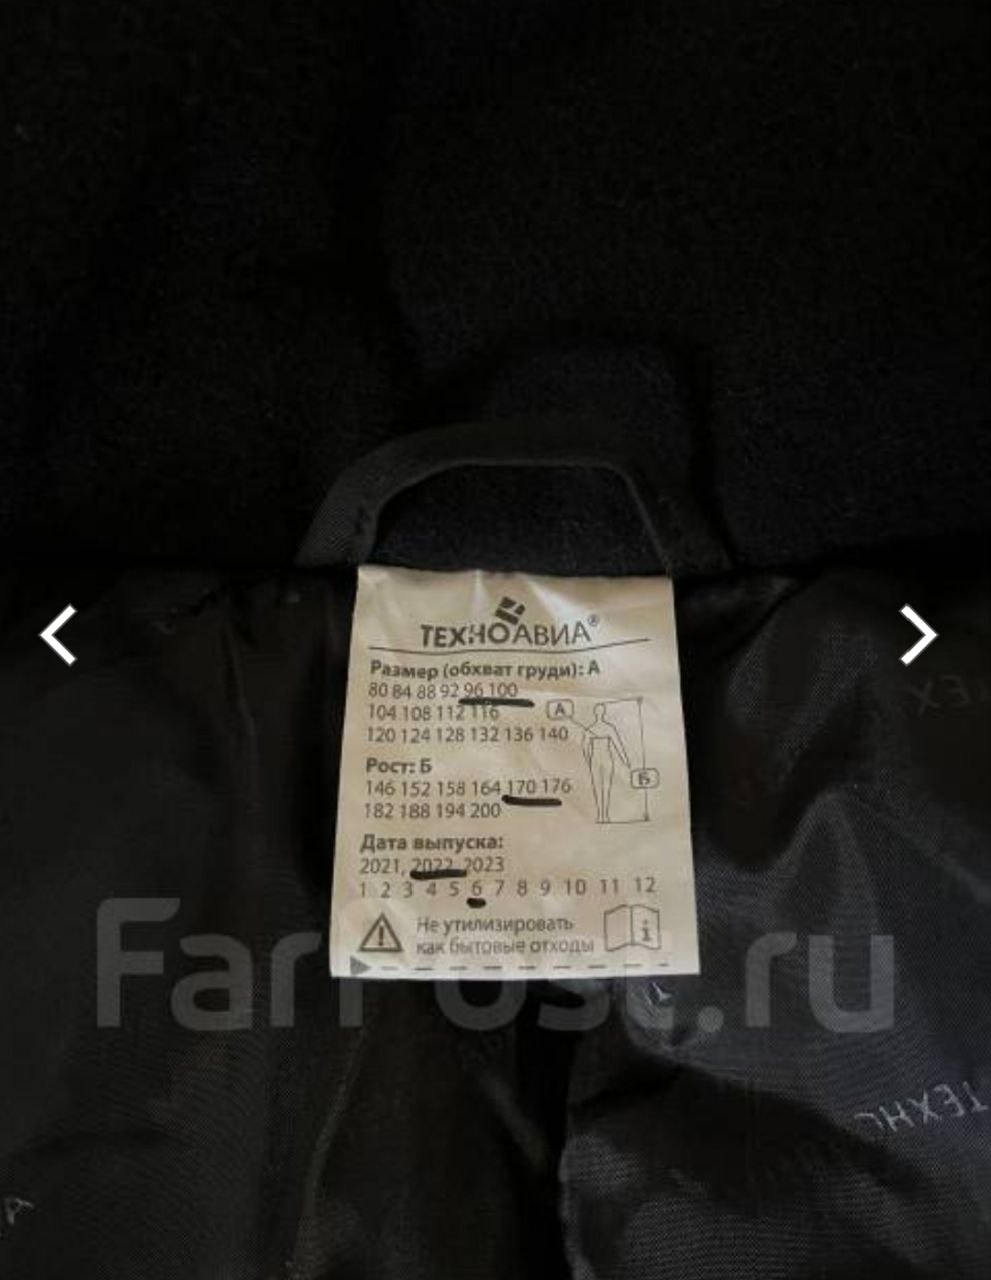 ТЕХНОАВИА®
Размер (обхват груди): А
80 84 88 92 96 100
104 108 112 116
120 124 128 132 136 140
А
Рост: Б
Б
146 152 158 164 170 176
182 188 194 200
Дата выпуска:
2021, 2022, 2023
1 2 3 4 5 6 7 8 9 10 11 12
Не утилизировать
как бытовые отходы
i
FarPost.ru
ТЕХНО